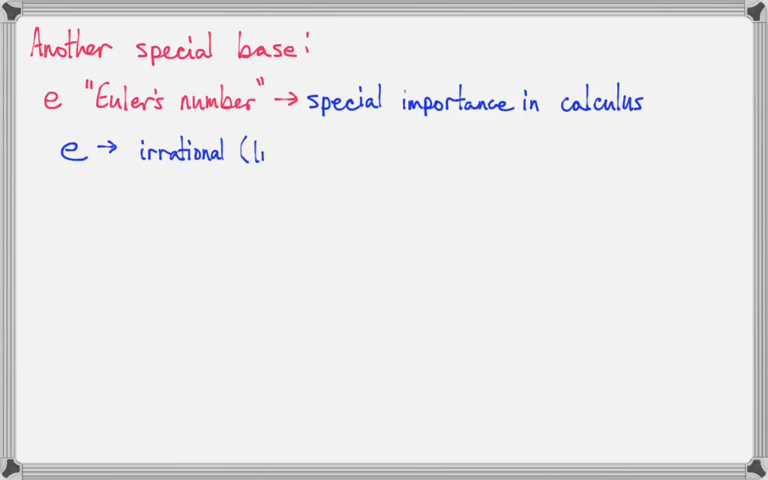 Another special base:
e "Euler's number" → special importance in calculus
e → irrational (l